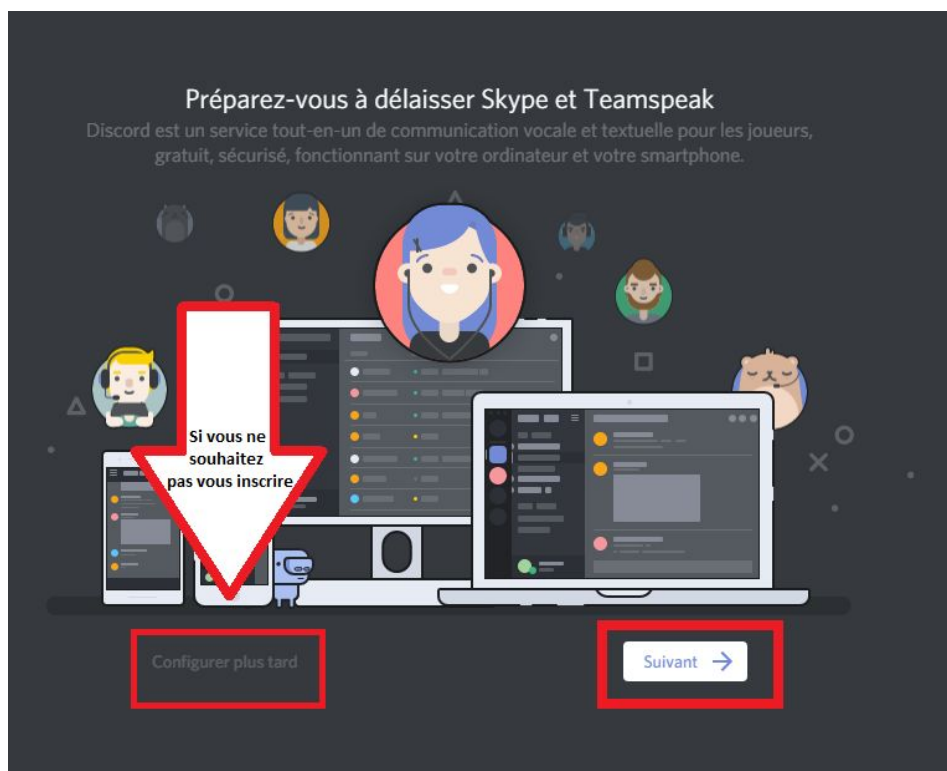 Préparez-vous à délaisser Skype et Teamspeak
Discord est un service tout-en-un de communication vocale et textuelle pour les joueurs,
gratuit, sécurisé, fonctionnant sur votre ordinateur et votre smartphone.
Si vous ne
souhaitez
pas vous inscrire
Configurer plus tard
Suivant